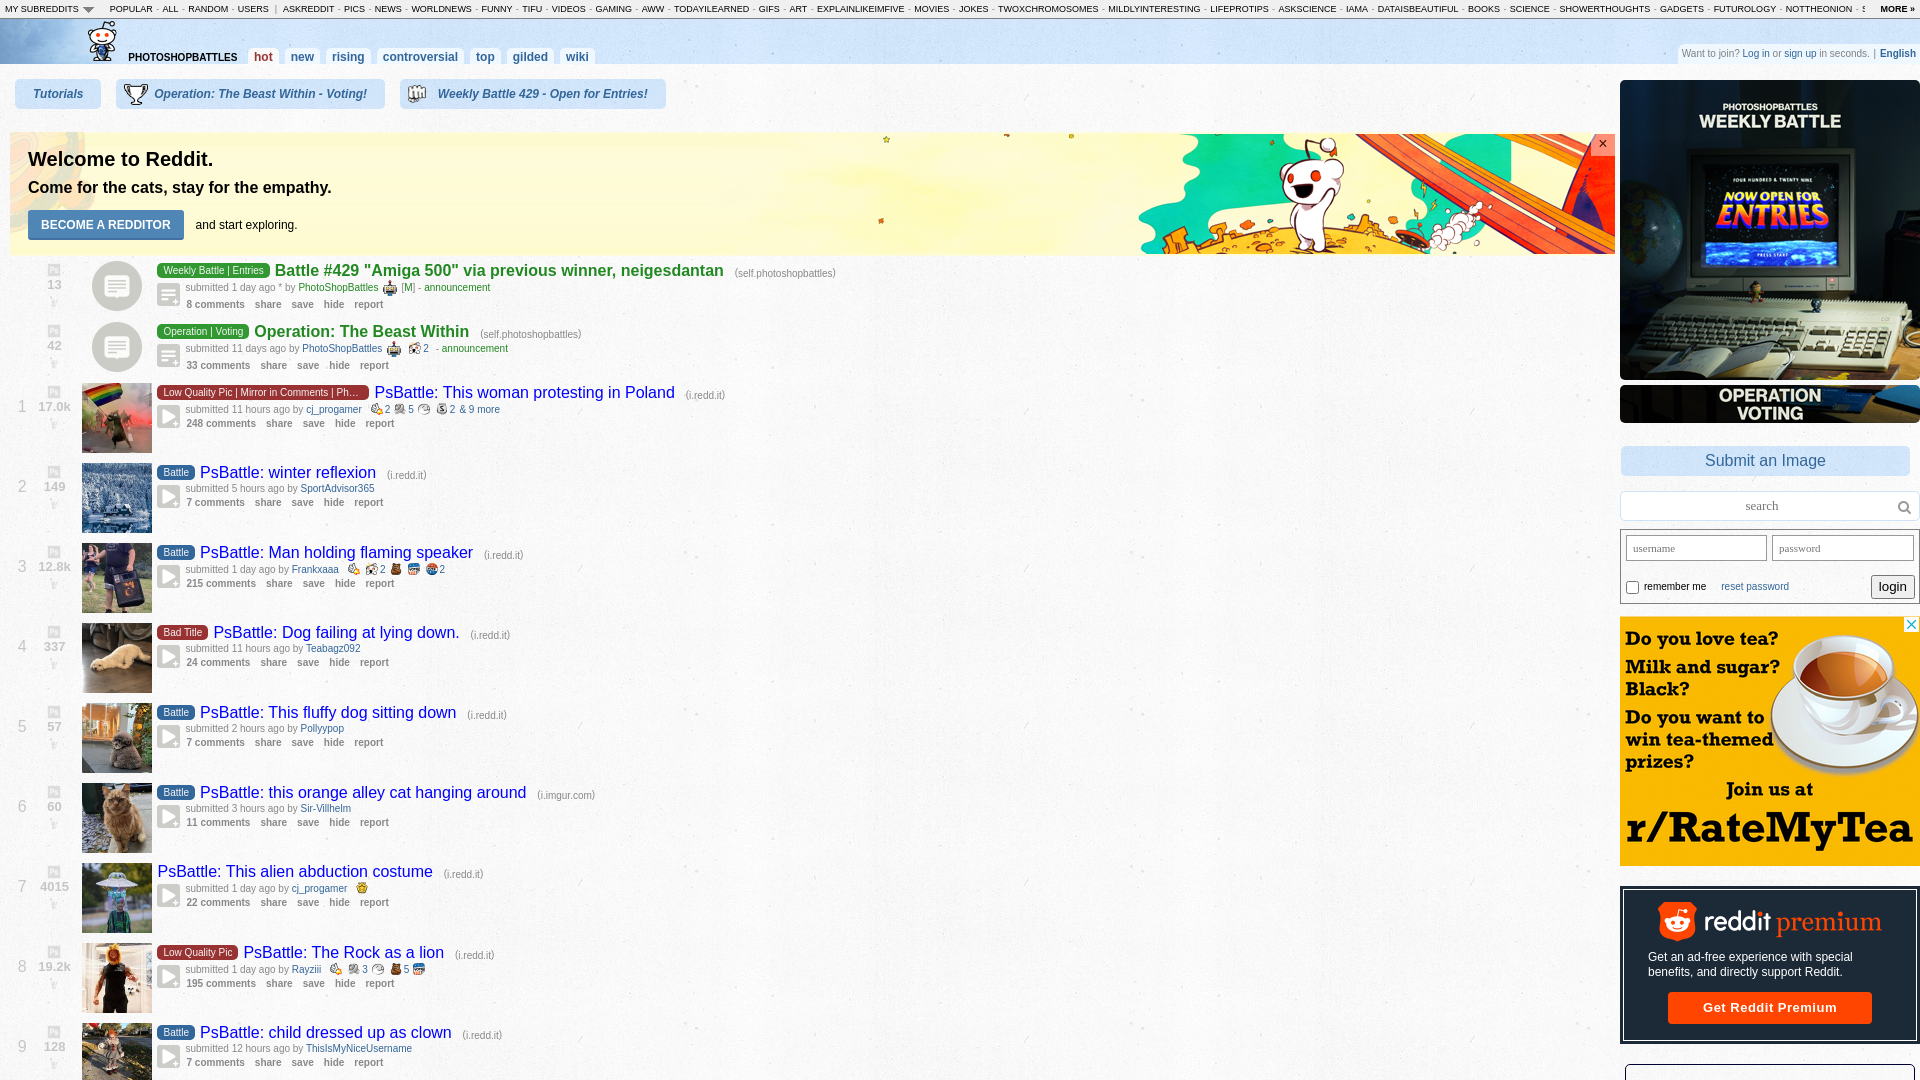 MY SUBREDDITS
POPULAR - ALL - RANDOM - USERS | ASKREDDIT - PICS - NEWS - WORLDNEWS - FUNNY - TIFU - VIDEOS - GAMING - AWW - TODAYILEARNED - GIFS - ART - EXPLAINLIKEIMFIVE - MOVIES - JOKES - TWOXCHROMOSOMES - MILDLYINTERESTING - LIFEPROTIPS - ASKSCIENCE - IAMA - DATAISBEAUTIFUL - BOOKS - SCIENCE - SHOWERTHOUGHTS - GADGETS - FUTUROLOGY - NOTTHEONION
MORE »
PHOTOSHOPBATTLES hot new rising controversial top gilded wiki
Want to join? Log in or sign up in seconds. | English
Tutorials
Operation: The Beast Within - Voting!
Weekly Battle 429 - Open for Entries!
Welcome to Reddit.
Come for the cats, stay for the empathy.
BECOME A REDDITOR and start exploring.
×
13
Weekly Battle | Entries Battle #429 "Amiga 500" via previous winner, neigesdantan (self.photoshopbattles)
submitted 1 day ago * by PhotoShopBattles [M] - announcement
8 comments share save hide report
42
Operation | Voting Operation: The Beast Within (self.photoshopbattles)
submitted 11 days ago by PhotoShopBattles 2 - announcement
33 comments share save hide report
1 17.0k
Low Quality Pic | Mirror in Comments | Ph… PsBattle: This woman protesting in Poland (i.redd.it)
submitted 11 hours ago by cj_progamer 2 5 2 & 9 more
248 comments share save hide report
2 149
Battle PsBattle: winter reflexion (i.redd.it)
submitted 5 hours ago by SportAdvisor365
7 comments share save hide report
3 12.8k
Battle PsBattle: Man holding flaming speaker (i.redd.it)
submitted 1 day ago by Frankxaaa 2 2
215 comments share save hide report
4 337
Bad Title PsBattle: Dog failing at lying down. (i.redd.it)
submitted 11 hours ago by Teabagz092
24 comments share save hide report
5 57
Battle PsBattle: This fluffy dog sitting down (i.redd.it)
submitted 2 hours ago by Pollyypop
7 comments share save hide report
6 60
Battle PsBattle: this orange alley cat hanging around (i.imgur.com)
submitted 3 hours ago by Sir-Villhelm
11 comments share save hide report
7 4015
PsBattle: This alien abduction costume (i.redd.it)
submitted 1 day ago by cj_progamer
22 comments share save hide report
8 19.2k
Low Quality Pic PsBattle: The Rock as a lion (i.redd.it)
submitted 1 day ago by Rayziii 3 5
195 comments share save hide report
9 128
Battle PsBattle: child dressed up as clown (i.redd.it)
submitted 12 hours ago by ThisIsMyNiceUsername
7 comments share save hide report
PHOTOSHOPBATTLES
WEEKLY BATTLE
FOUR HUNDRED & TWENTY NINE
NOW OPEN FOR
ENTRIES
PRESS START
OPERATION
VOTING
Submit an Image
search
username password
remember me reset password login
Do you love tea?
Milk and sugar?
Black?
Do you want to
win tea-themed
prizes?
Join us at
r/RateMyTea
reddit premium
Get an ad-free experience with special
benefits, and directly support Reddit.
Get Reddit Premium